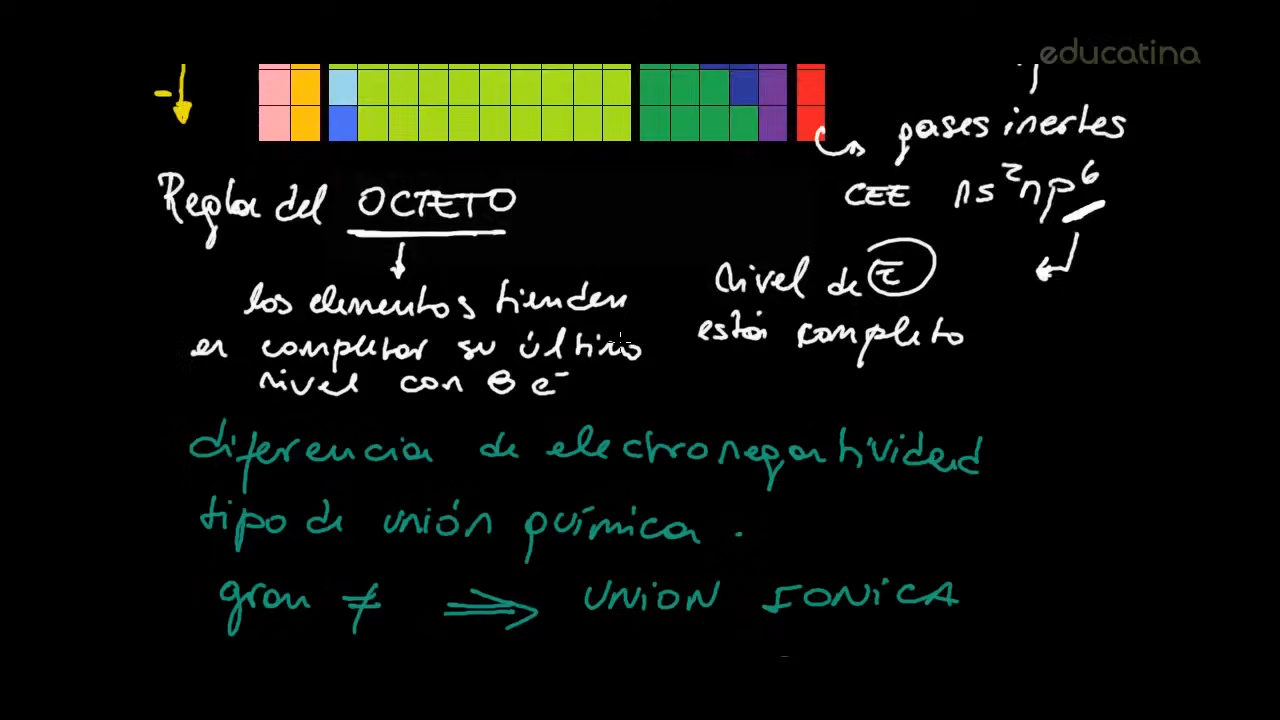 educatina
gases inertes
CEE ns²np⁶
Regla del OCTETO
los elementos tienden
en completar su último
nivel con 8 e⁻
nivel de E
está completo
diferencia de electronegatividad
tipo de unión química.
gran ≠ ⇒ UNION IONICA